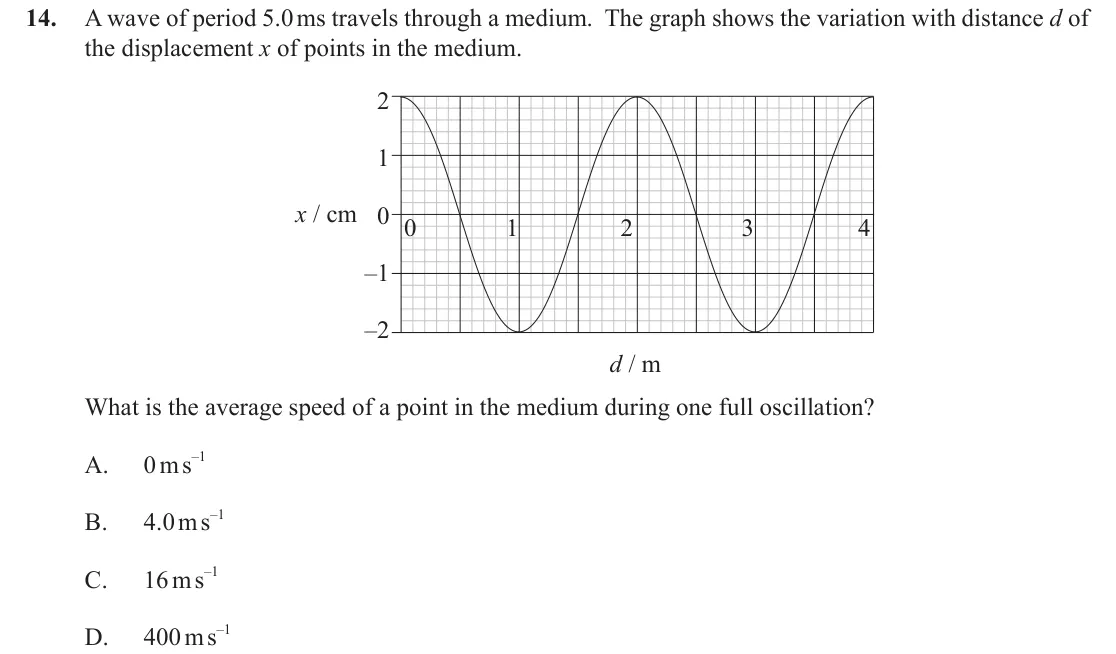 14. A wave of period 5.0 ms travels through a medium. The graph shows the variation with distance d of
the displacement x of points in the medium.
2
1
x / cm 0
0 1 2 3 4
–1
–2
d / m
What is the average speed of a point in the medium during one full oscillation?
A. 0 m s⁻¹
B. 4.0 m s⁻¹
C. 16 m s⁻¹
D. 400 m s⁻¹